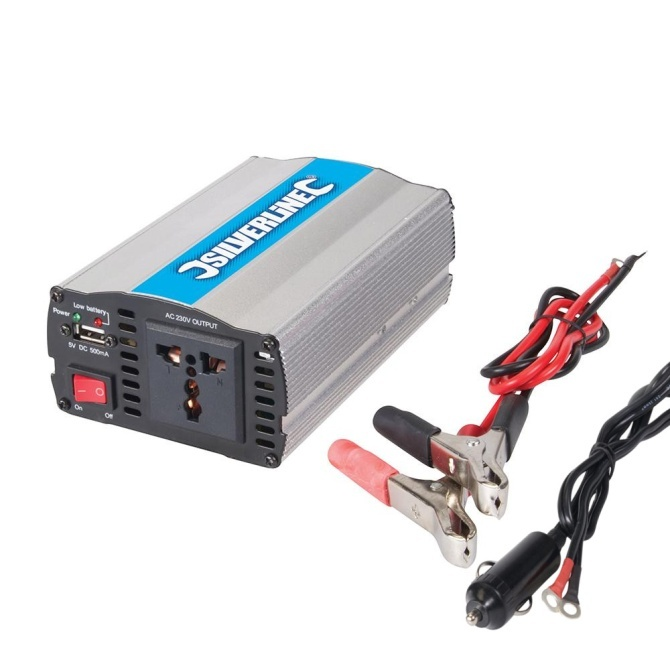 SILVERLINE
AC 230V OUTPUT
Low battery
Power
5V DC 500mA
N
On
Off